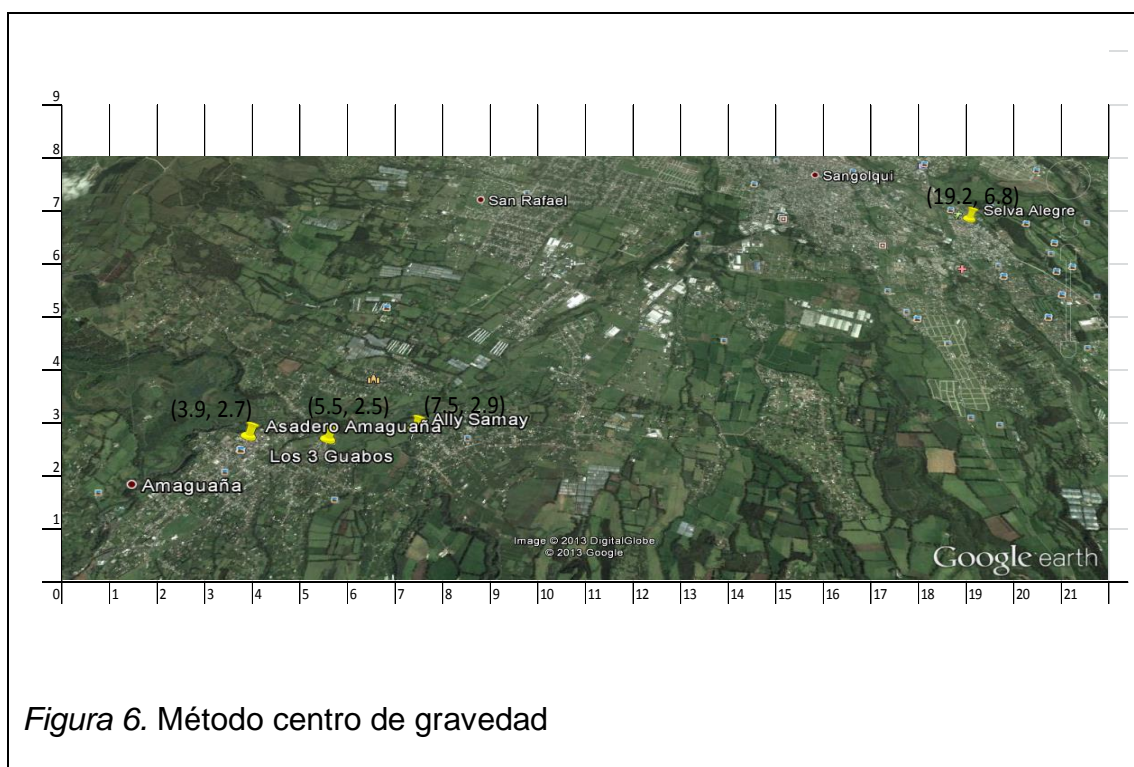 9
8
7
6
5
4
3
2
1
San Rafael
Sangolqui
(19.2, 6.8)
Selva Alegre
(3.9, 2.7)
(5.5, 2.5)
(7.5, 2.9)
Asadero Amaguaña
Ally Samay
Los 3 Guabos
Amaguaña
Image © 2013 DigitalGlobe
© 2013 Google
Google earth
0 1 2 3 4 5 6 7 8 9 10 11 12 13 14 15 16 17 18 19 20 21
Figura 6. Método centro de gravedad